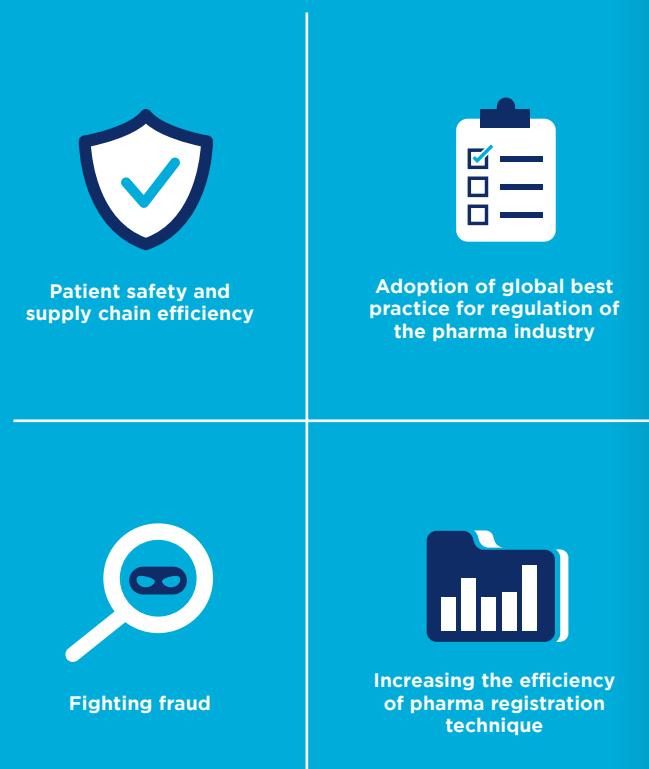 Patient safety and
supply chain efficiency
Adoption of global best
practice for regulation of
the pharma industry
Fighting fraud
Increasing the efficiency
of pharma registration
technique